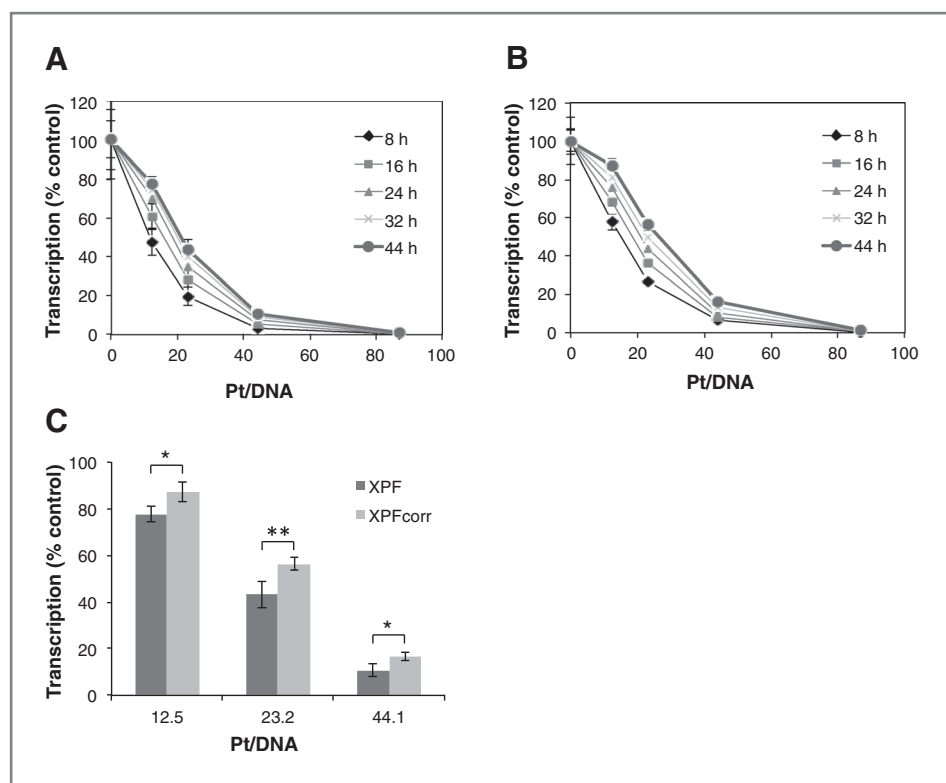 A
Transcription (% control)
120
100
80
60
40
20
0
0 20 40 60 80 100
Pt/DNA
8 h
16 h
24 h
32 h
44 h
B
Transcription (% control)
120
100
80
60
40
20
0
0 20 40 60 80 100
Pt/DNA
8 h
16 h
24 h
32 h
44 h
C
Transcription (% control)
100
80
60
40
20
0
*
**
*
XPF
XPFcorr
12.5 23.2 44.1
Pt/DNA